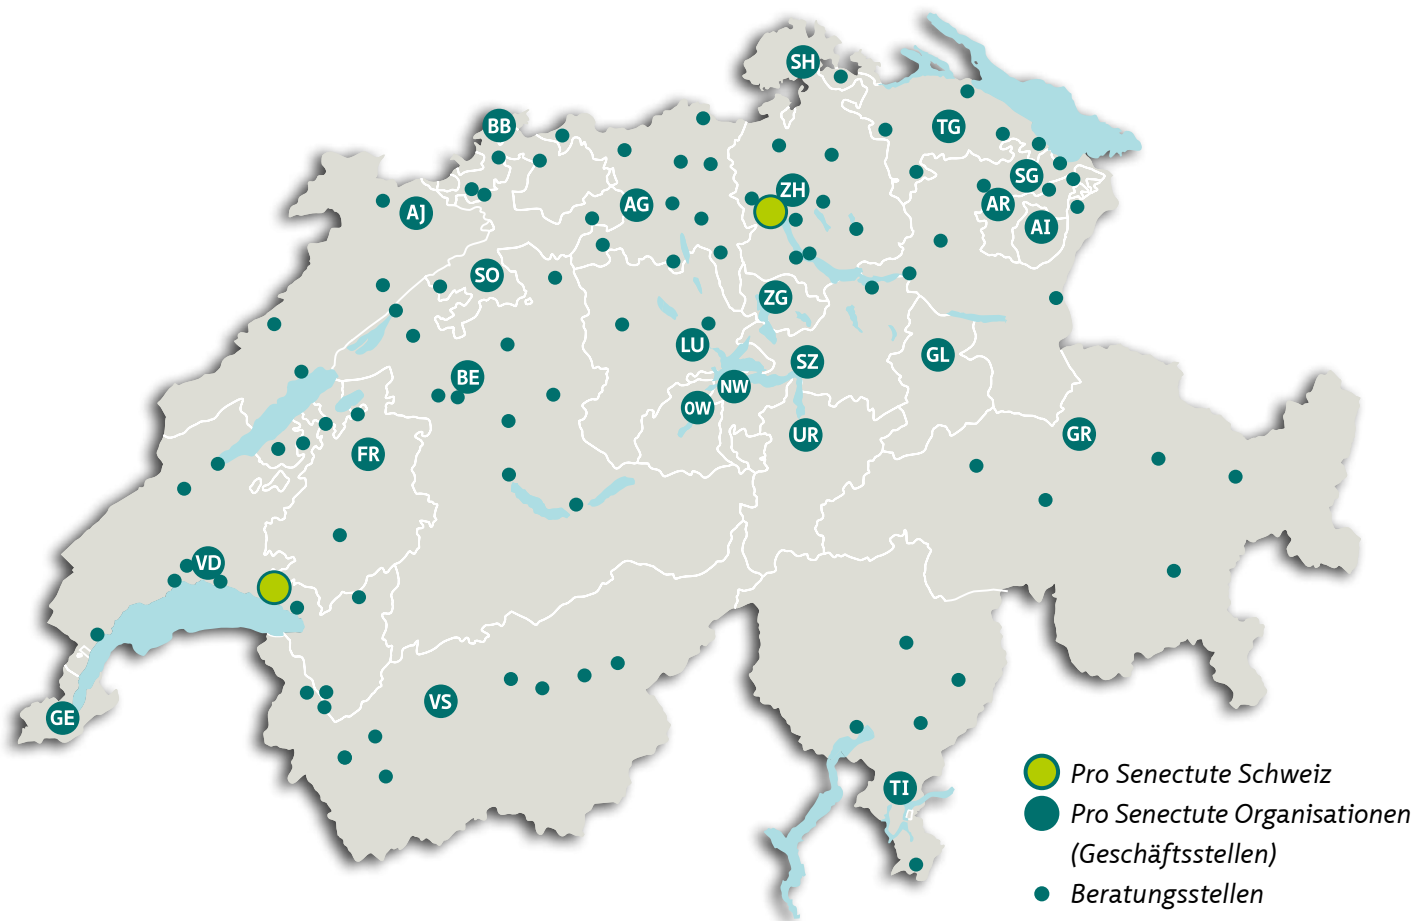 SH
BB
TG
SG
ZH
AR
AG
AJ
AI
SO
ZG
LU
GL
SZ
BE
NW
OW
UR
GR
FR
VD
VS
GE
TI
Pro Senectute Schweiz
Pro Senectute Organisationen
(Geschäftsstellen)
Beratungsstellen